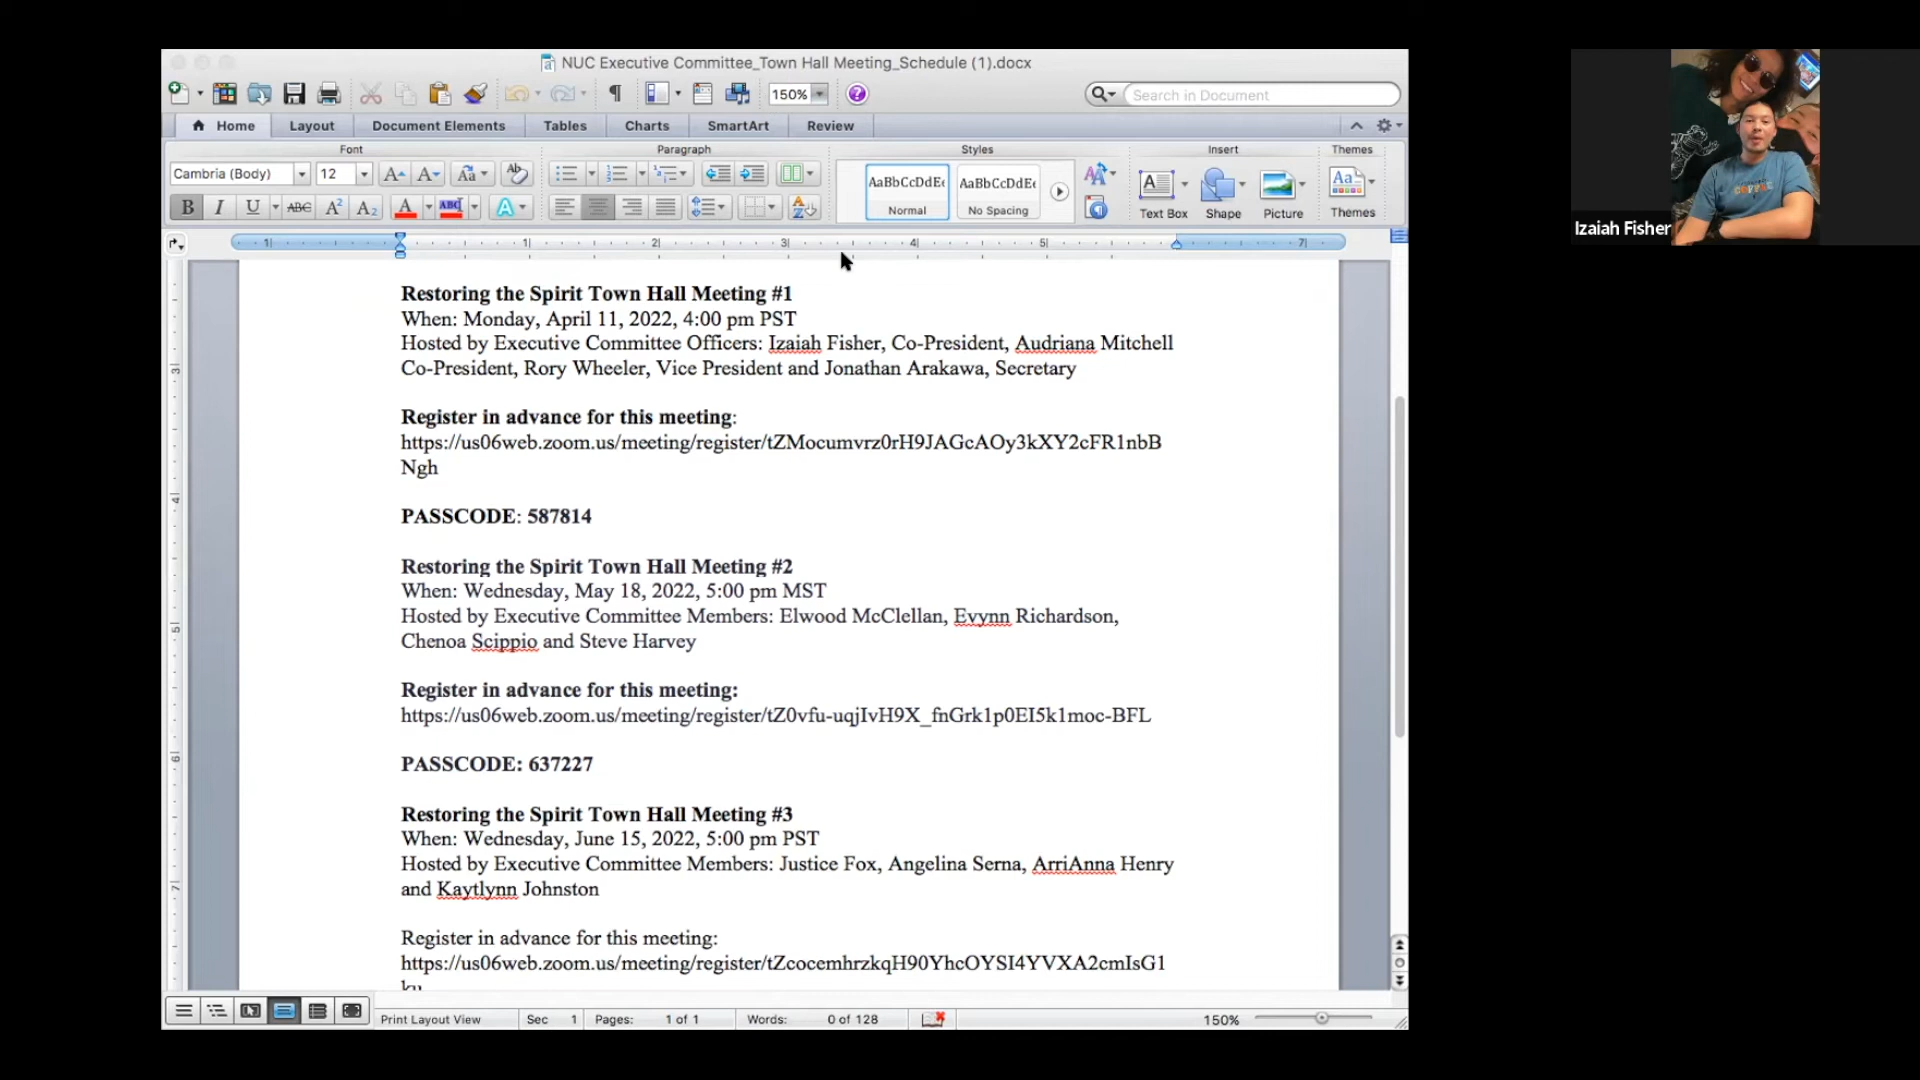 NUC Executive Committee_Town Hall Meeting_Schedule (1).docx
150%
Search in Document
Home Layout Document Elements Tables Charts SmartArt Review
Font Paragraph Styles Insert Themes
Cambria (Body) 12
AaBbCcDdEe AaBbCcDdEe
Normal No Spacing Text Box Shape Picture Themes
Restoring the Spirit Town Hall Meeting #1
When: Monday, April 11, 2022, 4:00 pm PST
Hosted by Executive Committee Officers: Izaiah Fisher, Co-President, Audriana Mitchell
Co-President, Rory Wheeler, Vice President and Jonathan Arakawa, Secretary
Register in advance for this meeting:
https://us06web.zoom.us/meeting/register/tZMocumvrz0rH9JAGcAOy3kXY2cFR1nbB
Ngh
PASSCODE: 587814
Restoring the Spirit Town Hall Meeting #2
When: Wednesday, May 18, 2022, 5:00 pm MST
Hosted by Executive Committee Members: Elwood McClellan, Evynn Richardson,
Chenoa Scippio and Steve Harvey
Register in advance for this meeting:
https://us06web.zoom.us/meeting/register/tZ0vfu-uqjIvH9X_fnGrk1p0EI5k1moc-BFL
PASSCODE: 637227
Restoring the Spirit Town Hall Meeting #3
When: Wednesday, June 15, 2022, 5:00 pm PST
Hosted by Executive Committee Members: Justice Fox, Angelina Serna, ArriAnna Henry
and Kaytlynn Johnston
Register in advance for this meeting:
https://us06web.zoom.us/meeting/register/tZcocemhrzkqH90YhcOYSI4YVXA2cmIsG1
Print Layout View Sec 1 Pages: 1 of 1 Words: 0 of 128 150%
Izaiah Fisher
COFFEE